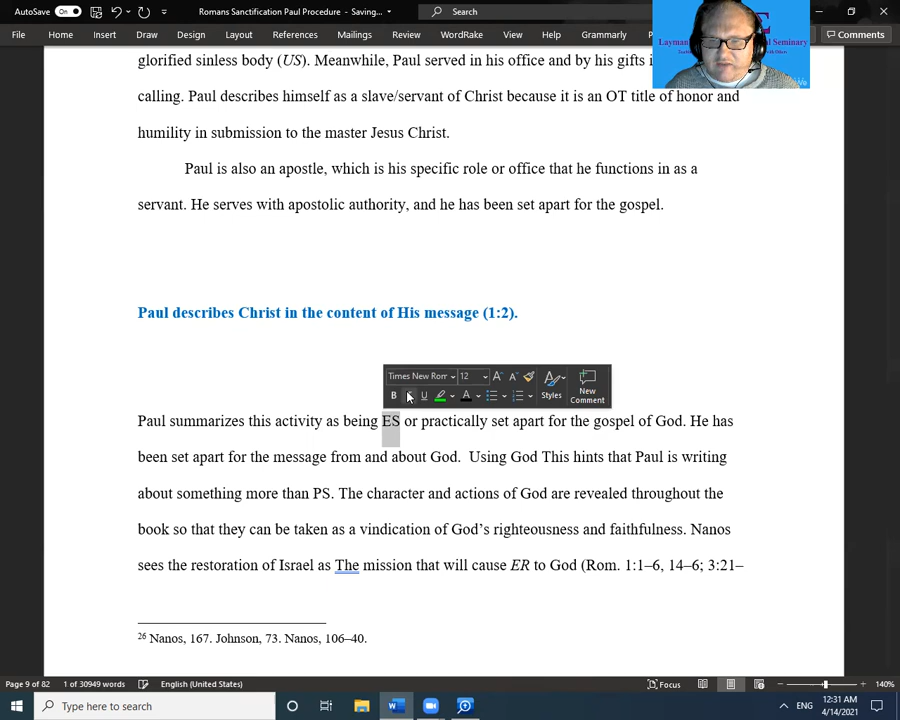 AutoSave On Romans Sanctification Paul Procedure - Saving... Search
File Home Insert Draw Design Layout References Mailings Review WordRake View Help Grammarly Comments
Layman Seminary
glorified sinless body (US). Meanwhile, Paul served in his office and by his gifts
calling. Paul describes himself as a slave/servant of Christ because it is an OT title of honor and
humility in submission to the master Jesus Christ.
Paul is also an apostle, which is his specific role or office that he functions in as a
servant. He serves with apostolic authority, and he has been set apart for the gospel.
Paul describes Christ in the content of His message (1:2).
Times New Rom 12
New
B U Styles Comment
Paul summarizes this activity as being ES or practically set apart for the gospel of God. He has
been set apart for the message from and about God. Using God This hints that Paul is writing
about something more than PS. The character and actions of God are revealed throughout the
book so that they can be taken as a vindication of God’s righteousness and faithfulness. Nanos
sees the restoration of Israel as The mission that will cause ER to God (Rom. 1:1–6, 14–6; 3:21–
26 Nanos, 167. Johnson, 73. Nanos, 106–40.
Page 9 of 82 1 of 30949 words English (United States) Focus 140%
Type here to search ENG 12:31 AM
4/14/2021